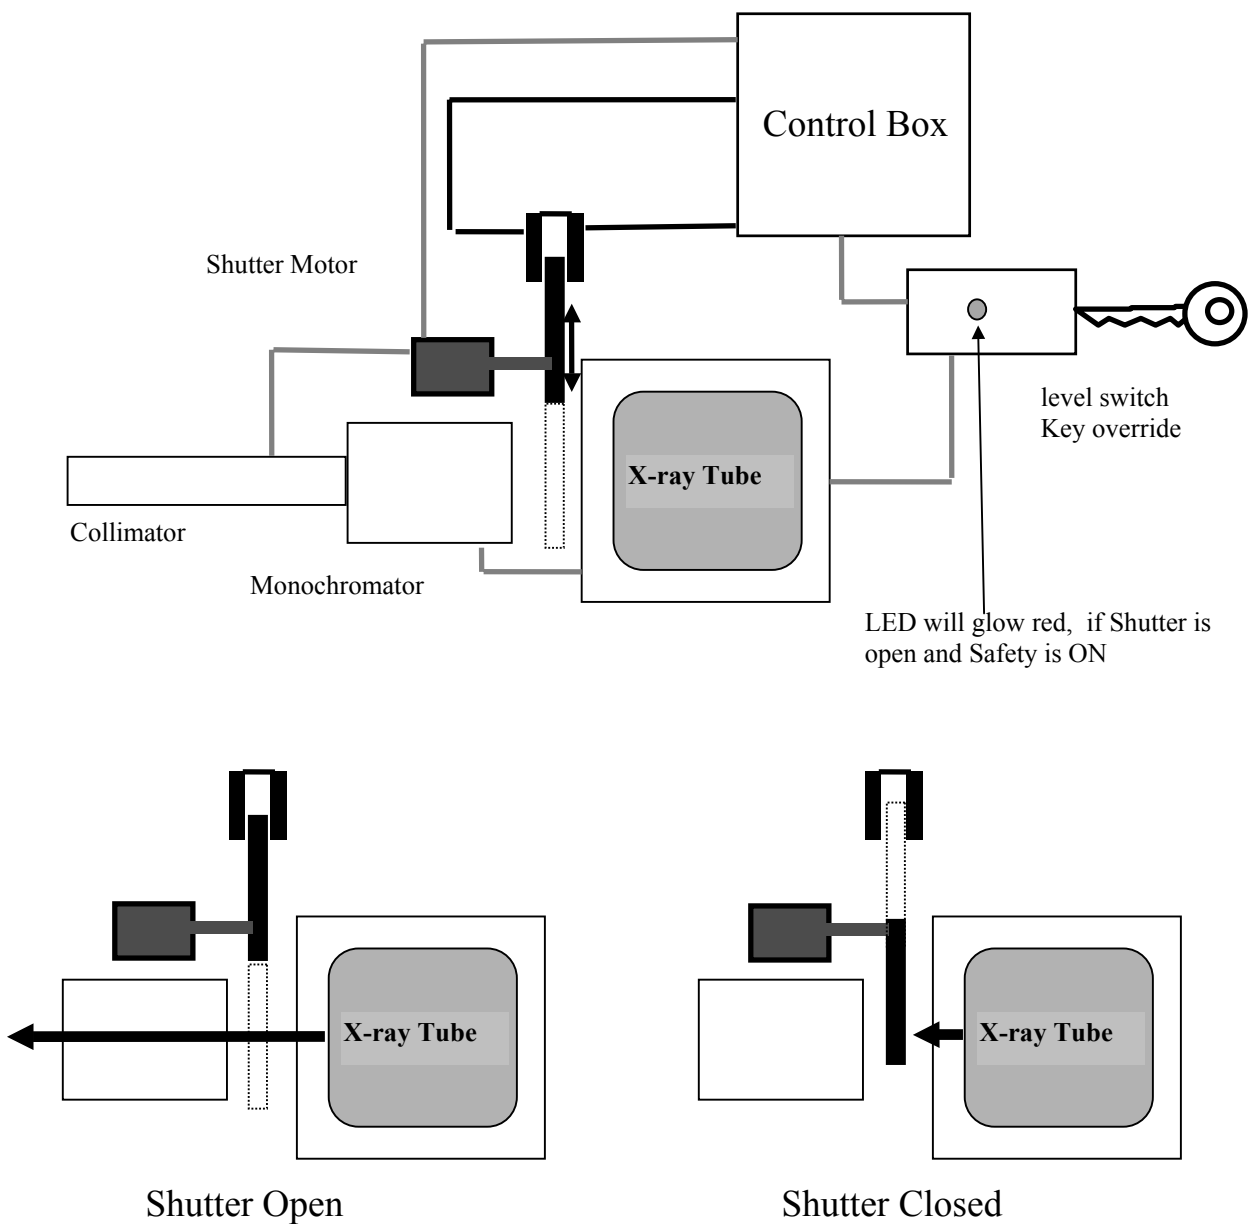 Control Box
Shutter Motor
level switch
Key override
X-ray Tube
Collimator
Monochromator
LED will glow red,  if Shutter is
open and Safety is ON
X-ray Tube
X-ray Tube
Shutter Open
Shutter Closed